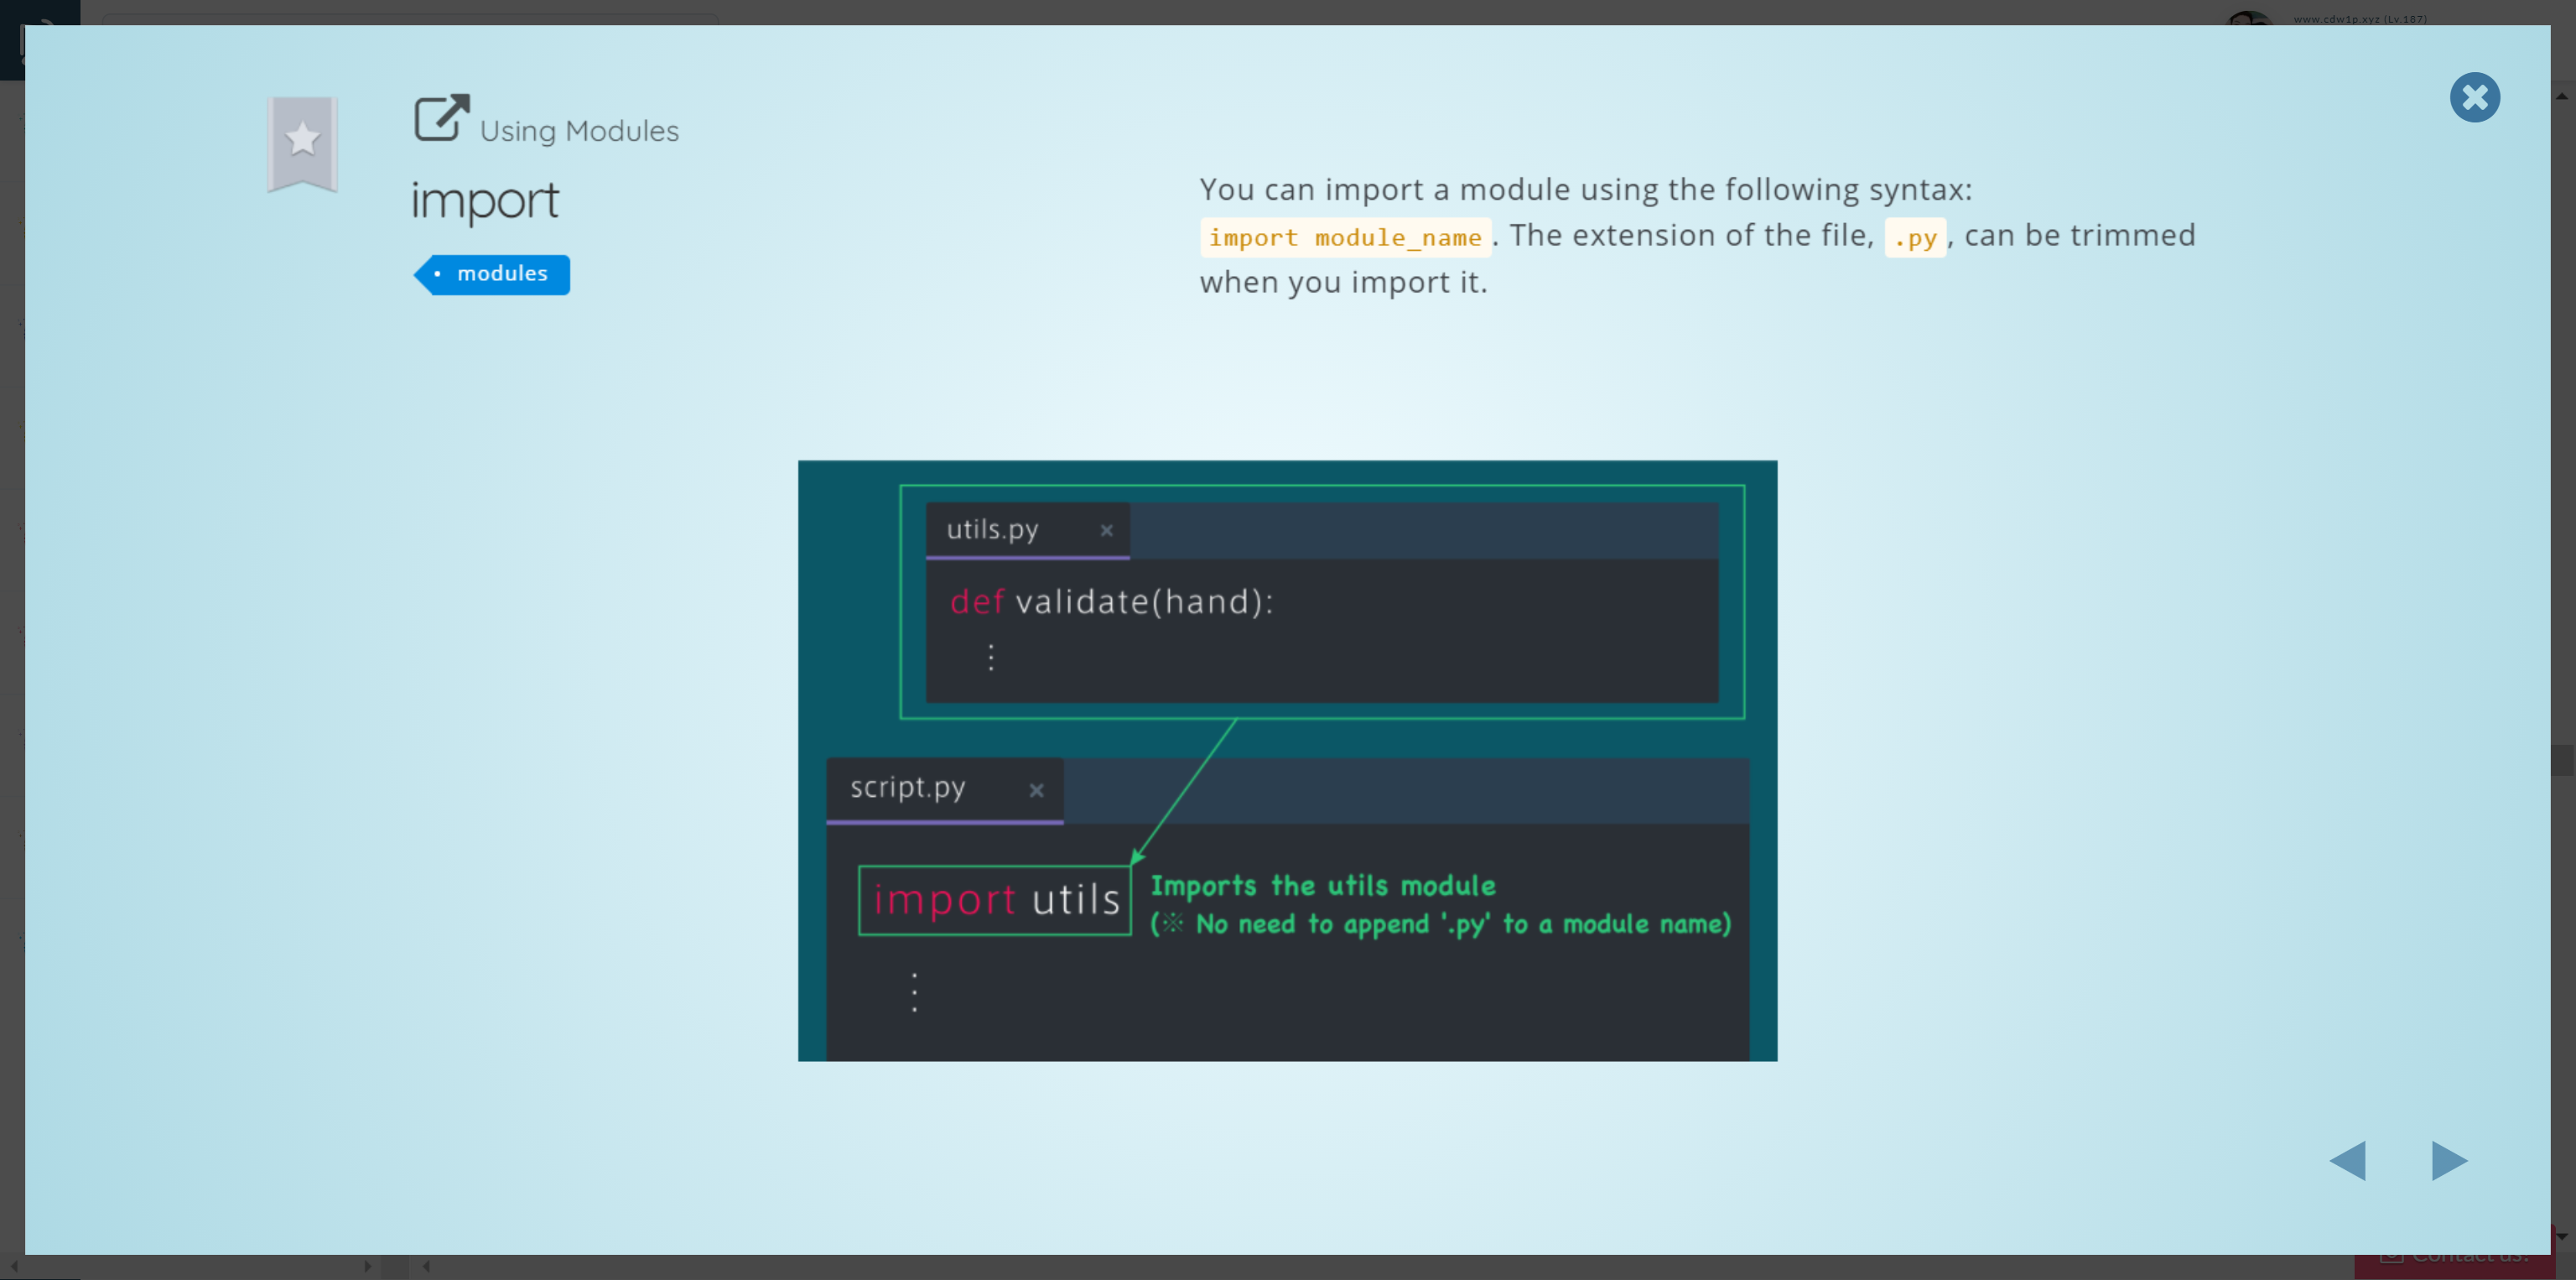 www.cdw1p.xyz (Lv.187)
Using Modules
import
• modules
You can import a module using the following syntax:
import module_name. The extension of the file, .py, can be trimmed
when you import it.
utils.py ×
def validate(hand):
⋮
script.py ×
import utils
Imports the utils module
(※ No need to append '.py' to a module name)
⋮
Contact us!